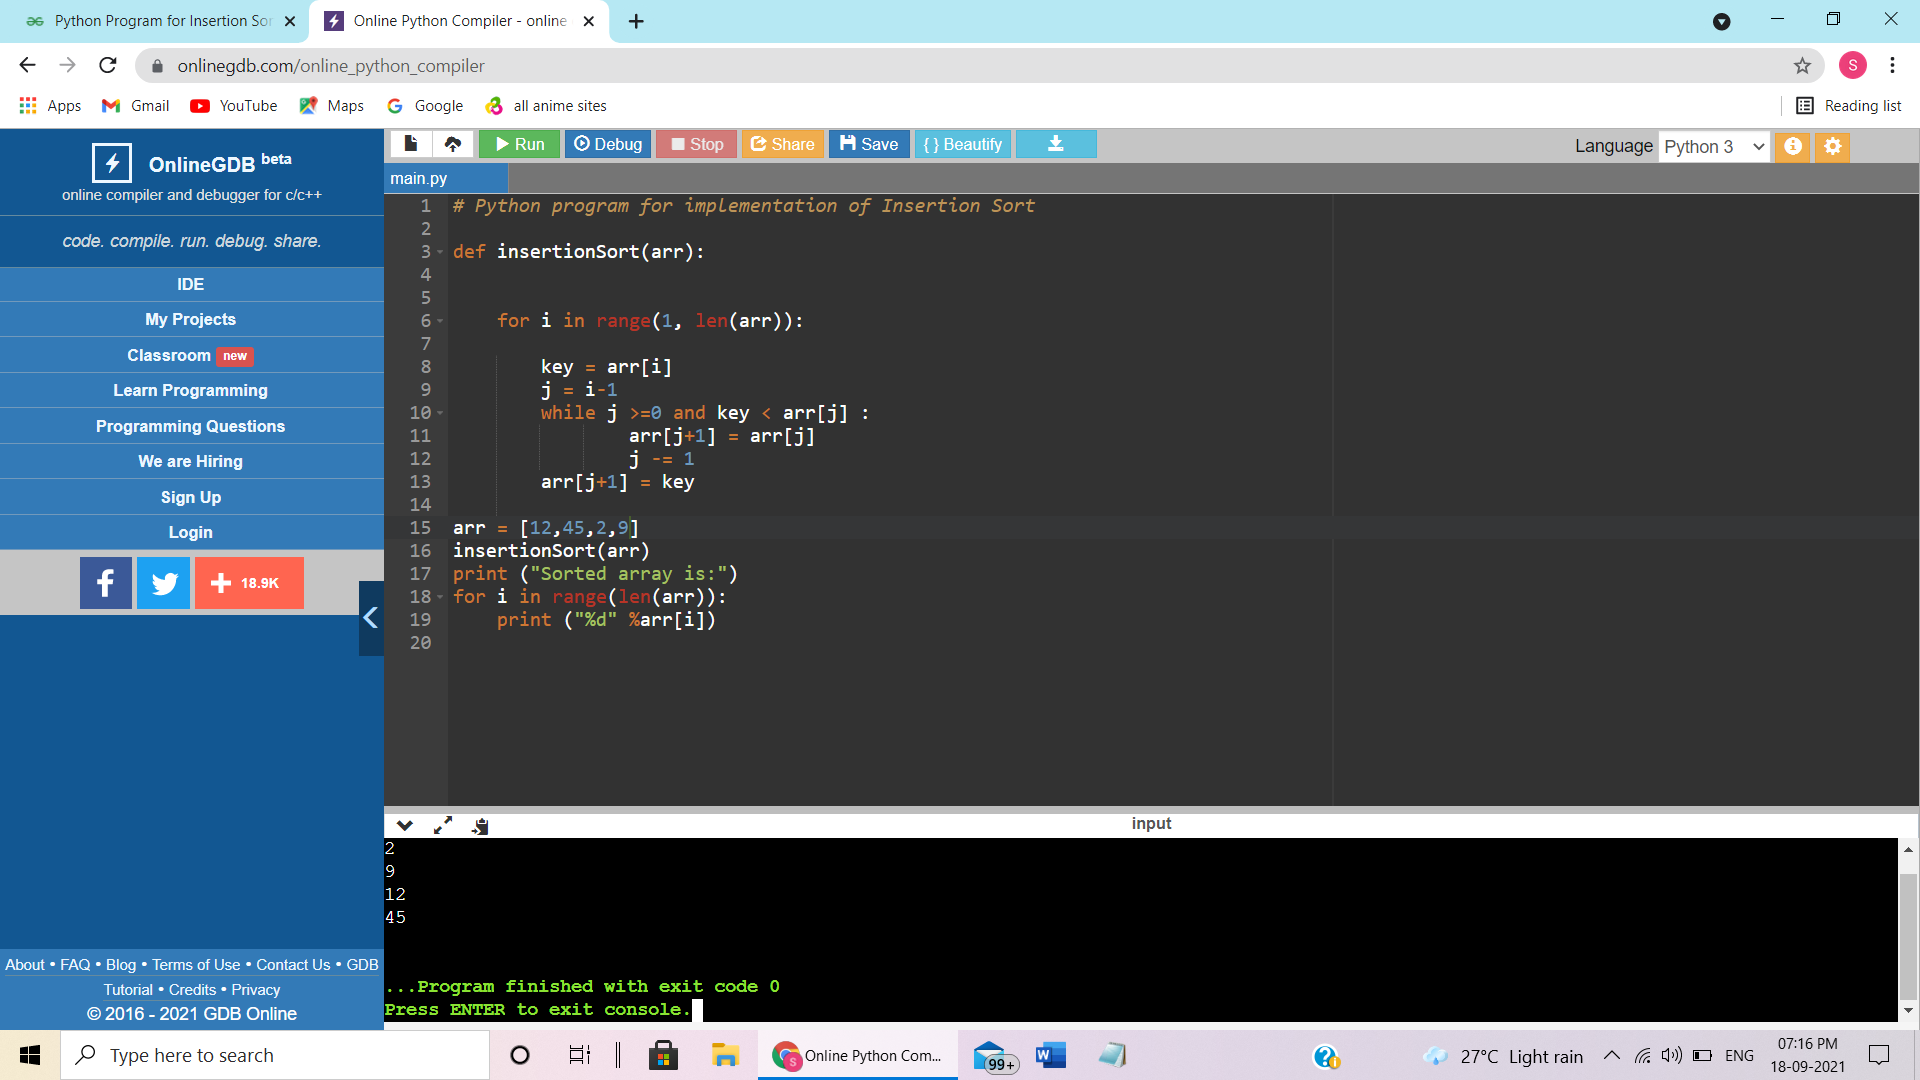 Python Program for Insertion Sor
Online Python Compiler - online
onlinegdb.com/online_python_compiler
S
Apps Gmail YouTube Maps Google all anime sites Reading list
OnlineGDB beta
online compiler and debugger for c/c++
code. compile. run. debug. share.
IDE
My Projects
Classroom new
Learn Programming
Programming Questions
We are Hiring
Sign Up
Login
18.9K
About • FAQ • Blog • Terms of Use • Contact Us • GDB
Tutorial • Credits • Privacy
© 2016 - 2021 GDB Online
Run Debug Stop Share Save { } Beautify
Language Python 3
main.py
1 # Python program for implementation of Insertion Sort
2
3 def insertionSort(arr):
4
5
6 for i in range(1, len(arr)):
7
8 key = arr[i]
9 j = i-1
10 while j >=0 and key < arr[j] :
11 arr[j+1] = arr[j]
12 j -= 1
13 arr[j+1] = key
14
15 arr = [12,45,2,9]
16 insertionSort(arr)
17 print ("Sorted array is:")
18 for i in range(len(arr)):
19 print ("%d" %arr[i])
20
input
2
9
12
45
...Program finished with exit code 0
Press ENTER to exit console.
Type here to search
S
Online Python Com...
99+
W
27°C Light rain
ENG
07:16 PM
18-09-2021